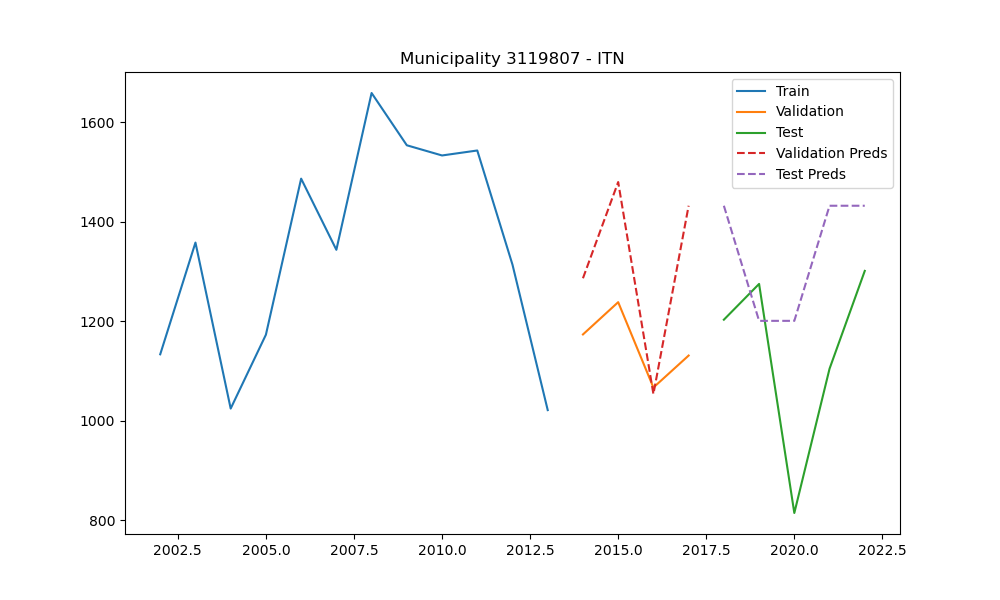 Municipality 3119807 - ITN
Train
Validation
Test
Validation Preds
Test Preds
1600
1400
1200
1000
800
2002.5 2005.0 2007.5 2010.0 2012.5 2015.0 2017.5 2020.0 2022.5